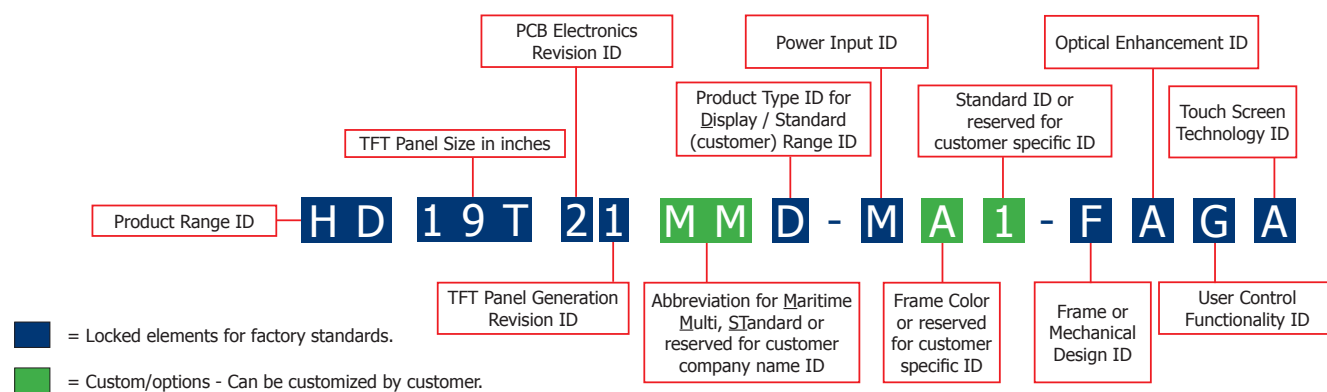 PCB Electronics
Revision ID
Power Input ID
Optical Enhancement ID
Product Type ID for
Display / Standard
(customer) Range ID
Standard ID or
reserved for
customer specific ID
Touch Screen
Technology ID
TFT Panel Size in inches
Product Range ID
H D 1 9 T 2 1 M M D - M A 1 - F A G A
TFT Panel Generation
Revision ID
Abbreviation for Maritime
Multi, STandard or
reserved for customer
company name ID
Frame Color
or reserved
for customer
specific ID
Frame or
Mechanical
Design ID
User Control
Functionality ID
= Locked elements for factory standards.
= Custom/options - Can be customized by customer.